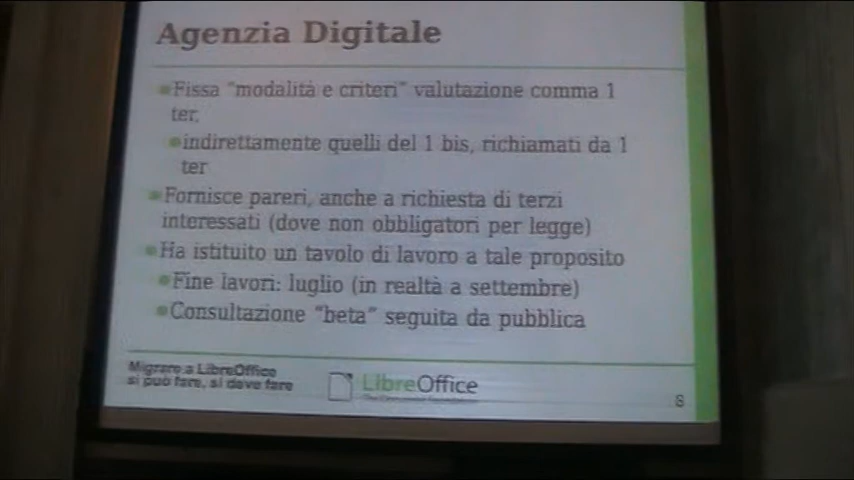 Agenzia Digitale
Fissa "modalità e criteri" valutazione comma 1
ter,
indirettamente quelli del 1 bis, richiamati da 1
ter
Fornisce pareri, anche a richiesta di terzi
interessati (dove non obbligatori per legge)
Ha istituito un tavolo di lavoro a tale proposito
Fine lavori: luglio (in realtà a settembre)
Consultazione "beta" seguita da pubblica
Migrare a LibreOffice
si può fare, si deve fare
LibreOffice
The Document Foundation
8